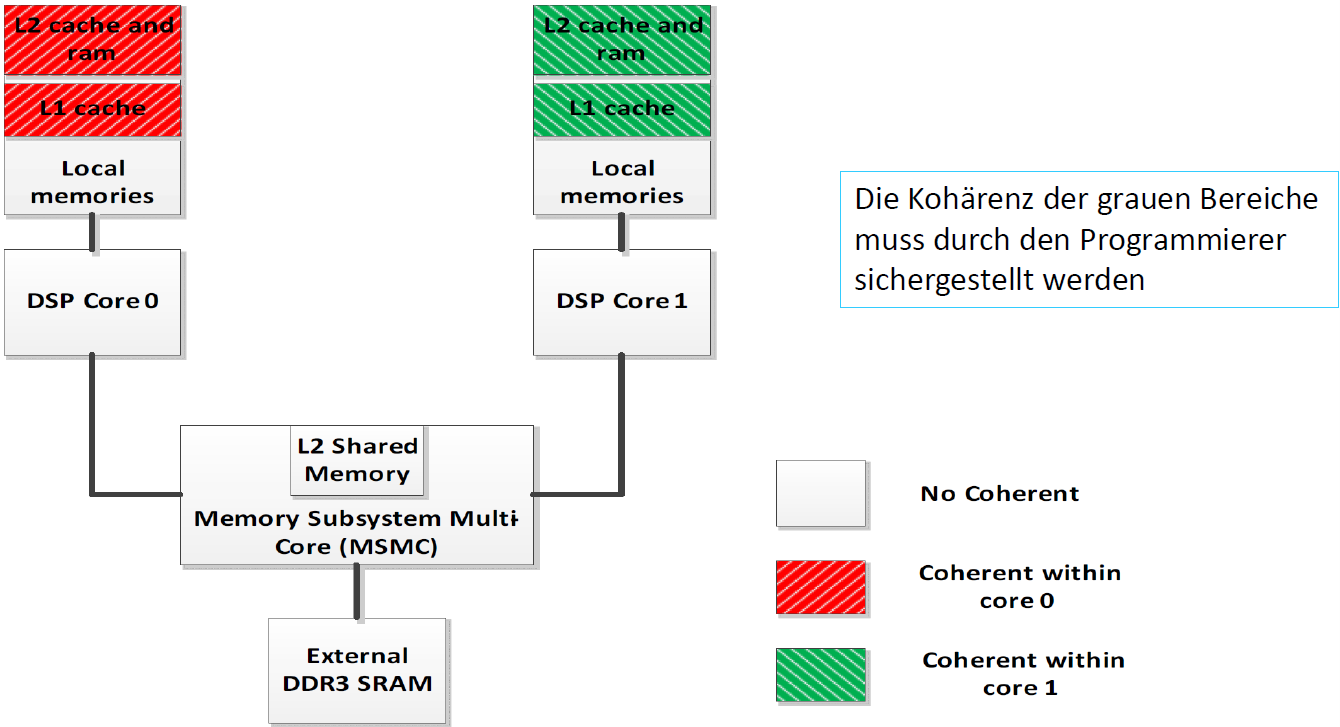 L2 cache and
ram
L1 cache
Local
memories
DSP Core 0
L2 cache and
ram
L1 cache
Local
memories
DSP Core 1
L2 Shared
Memory
Memory Subsystem Multi-
Core (MSMC)
External
DDR3 SRAM
Die Kohärenz der grauen Bereiche
muss durch den Programmierer
sichergestellt werden
No Coherent
Coherent within
core 0
Coherent within
core 1